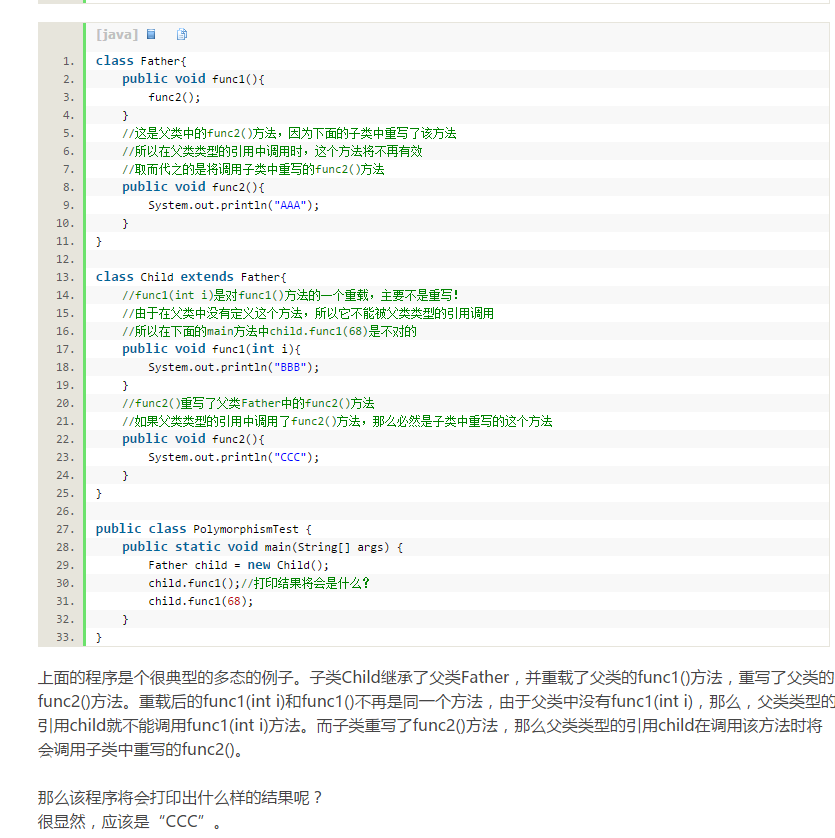 [java]
1. class Father{
2. public void func1(){
3. func2();
4. }
5. //这是父类中的func2()方法，因为下面的子类中重写了该方法
6. //所以在父类类型的引用中调用时，这个方法将不再有效
7. //取而代之的是将调用子类中重写的func2()方法
8. public void func2(){
9. System.out.println("AAA");
10. }
11. }
12.
13. class Child extends Father{
14. //func1(int i)是对func1()方法的一个重载，主要不是重写！
15. //由于在父类中没有定义这个方法，所以它不能被父类类型的引用调用
16. //所以在下面的main方法中child.func1(68)是不对的
17. public void func1(int i){
18. System.out.println("BBB");
19. }
20. //func2()重写了父类Father中的func2()方法
21. //如果父类类型的引用中调用了func2()方法，那么必然是子类中重写的这个方法
22. public void func2(){
23. System.out.println("CCC");
24. }
25. }
26.
27. public class PolymorphismTest {
28. public static void main(String[] args) {
29. Father child = new Child();
30. child.func1();//打印结果将会是什么？
31. child.func1(68);
32. }
33. }
上面的程序是个很典型的多态的例子。子类Child继承了父类Father，并重载了父类的func1()方法，重写了父类的
func2()方法。重载后的func1(int i)和func1()不再是同一个方法，由于父类中没有func1(int i)，那么，父类类型的
引用child就不能调用func1(int i)方法。而子类重写了func2()方法，那么父类类型的引用child在调用该方法时将
会调用子类中重写的func2()。
那么该程序将会打印出什么样的结果呢？
很显然，应该是“CCC”。